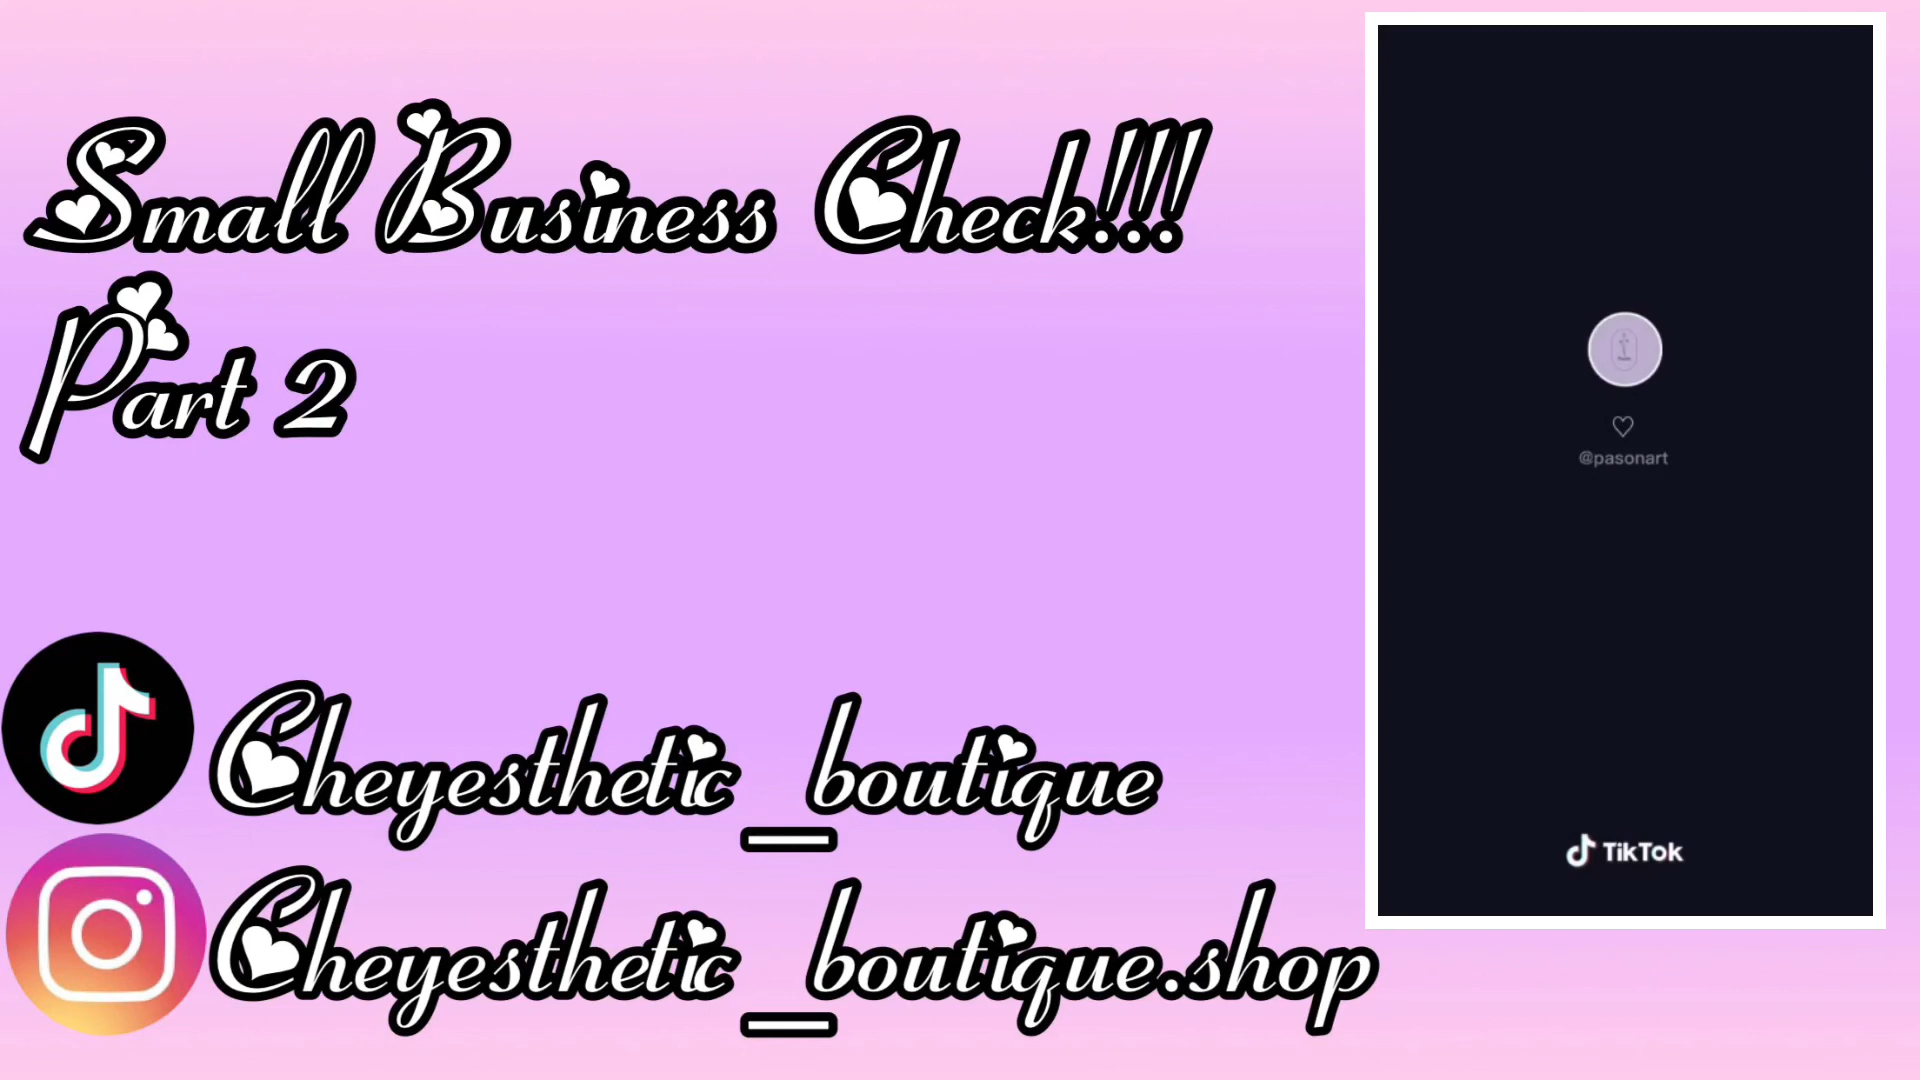 Small Business Check!!!
Part 2
Cheyesthetic_boutique
Cheyesthetic_boutique.shop
@pasonart
TikTok